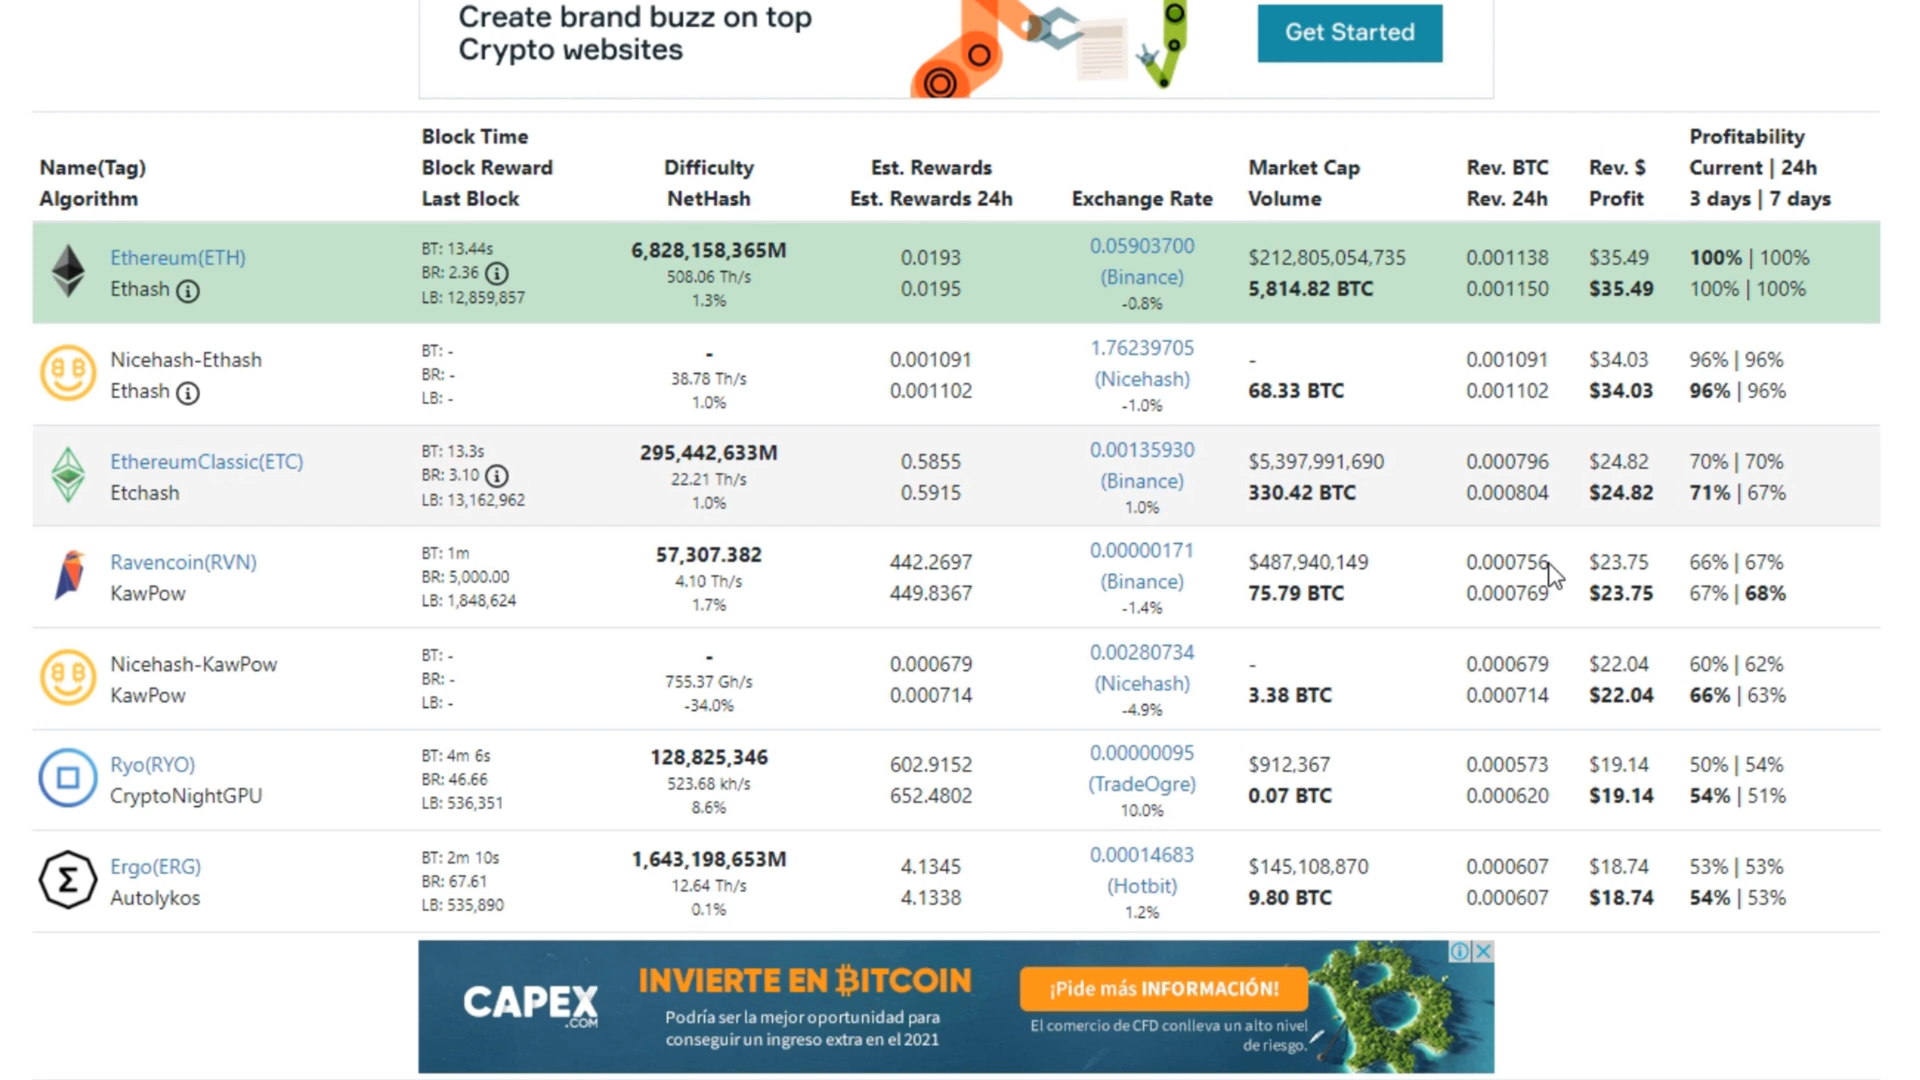 Create brand buzz on top
Crypto websites
Get Started
Name(Tag)
Algorithm
Block Time
Block Reward
Last Block
Difficulty
NetHash
Est. Rewards
Est. Rewards 24h
Exchange Rate
Market Cap
Volume
Rev. BTC
Rev. 24h
Rev. $
Profit
Profitability
Current | 24h
3 days | 7 days
Ethereum(ETH)
Ethash
BT: 13.44s
BR: 2.36
LB: 12,859,857
6,828,158,365M
508.06 Th/s
1.3%
0.0193
0.0195
0.05903700
(Binance)
-0.8%
$212,805,054,735
5,814.82 BTC
0.001138
0.001150
$35.49
$35.49
100% | 100%
100% | 100%
Nicehash-Ethash
Ethash
BT: -
BR: -
LB: -
-
38.78 Th/s
1.0%
0.001091
0.001102
1.76239705
(Nicehash)
-1.0%
-
68.33 BTC
0.001091
0.001102
$34.03
$34.03
96% | 96%
96% | 96%
EthereumClassic(ETC)
Etchash
BT: 13.3s
BR: 3.10
LB: 13,162,962
295,442,633M
22.21 Th/s
1.0%
0.5855
0.5915
0.00135930
(Binance)
1.0%
$5,397,991,690
330.42 BTC
0.000796
0.000804
$24.82
$24.82
70% | 70%
71% | 67%
Ravencoin(RVN)
KawPow
BT: 1m
BR: 5,000.00
LB: 1,848,624
57,307.382
4.10 Th/s
1.7%
442.2697
449.8367
0.00000171
(Binance)
-1.4%
$487,940,149
75.79 BTC
0.000756
0.000769
$23.75
$23.75
66% | 67%
67% | 68%
Nicehash-KawPow
KawPow
BT: -
BR: -
LB: -
-
755.37 Gh/s
-34.0%
0.000679
0.000714
0.00280734
(Nicehash)
-4.9%
-
3.38 BTC
0.000679
0.000714
$22.04
$22.04
60% | 62%
66% | 63%
Ryo(RYO)
CryptoNightGPU
BT: 4m 6s
BR: 46.66
LB: 536,351
128,825,346
523.68 kh/s
8.6%
602.9152
652.4802
0.00000095
(TradeOgre)
10.0%
$912,367
0.07 BTC
0.000573
0.000620
$19.14
$19.14
50% | 54%
54% | 51%
Ergo(ERG)
Autolykos
BT: 2m 10s
BR: 67.61
LB: 535,890
1,643,198,653M
12.64 Th/s
0.1%
4.1345
4.1338
0.00014683
(Hotbit)
1.2%
$145,108,870
9.80 BTC
0.000607
0.000607
$18.74
$18.74
53% | 53%
54% | 53%
CAPEX
.COM
INVIERTE EN BITCOIN
Podría ser la mejor oportunidad para
conseguir un ingreso extra en el 2021
¡Pide más INFORMACIÓN!
El comercio de CFD conlleva un alto nivel
de riesgo.